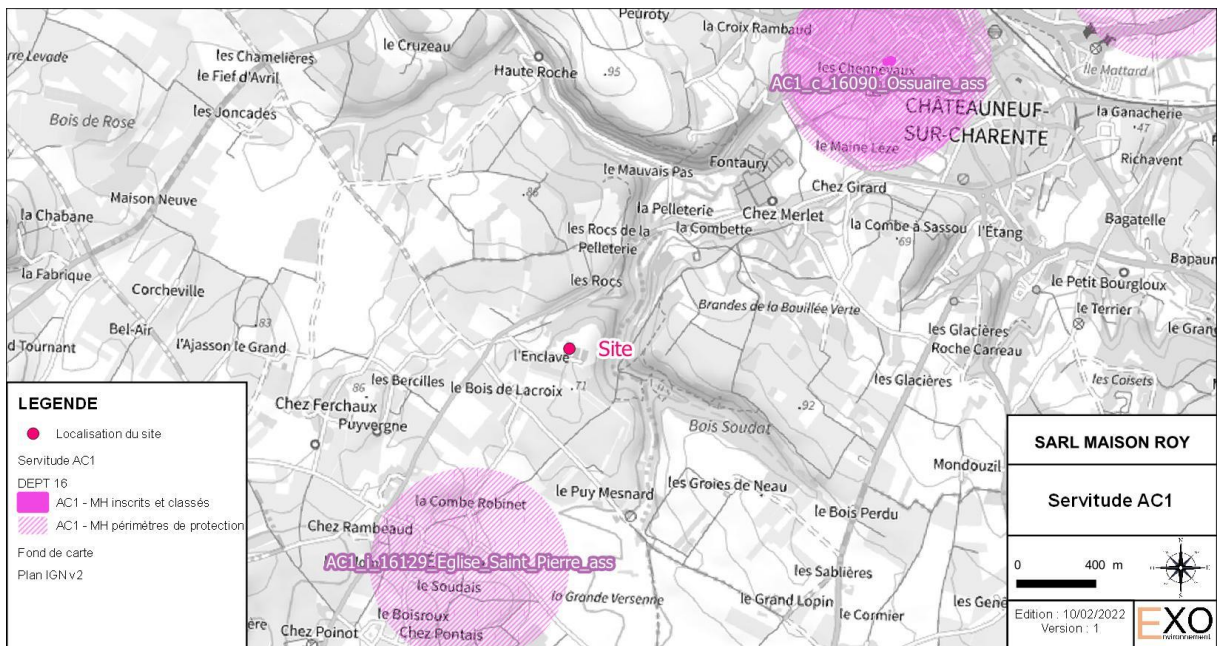 Peuroty
la Croix Rambaud
les Chamelières
le Cruzeau
le Fief d'Avril
Haute Roche
95
les Chennevaux
le Mattard
AC1_c_16090_Ossuaire_ass
Bois de Rose
les Joncades
CHÂTEAUNEUF-
SUR-CHARENTE
la Ganacherie
47
le Maine Lèze
Richavent
Fontaury
le Mauvais Pas
Maison Neuve
86
Chez Girard
la Chabane
la Pelleterie
Chez Merlet
Bagatelle
la Combette
la Combe à Sassou
l'Étang
69
les Rocs de la
Pelleterie
la Fabrique
les Rocs
Corcheville
le Petit Bourgloux
Brandes de la Bouillée Verte
le Terrier
83
Bel-Air
les Glacières
Roche Carreau
d Tournant
l'Ajasson le Grand
l'Enclave
Site
les Bercilles
le Bois de Lacroix
71
les Glacières
les Coisets
86
Chez Ferchaux
Puyvergne
92
Bois Soudat
Mondouzil
la Combe Robinet
le Puy Mesnard
les Groies de Neau
le Bois Perdu
Chez Rambeaud
AC1_i_16129_Eglise_Saint_Pierre_ass
les Sablières
le Soudais
la Grande Versenne
le Grand Lopin
le Cormier
le Boisroux
Chez Poinot
Chez Pontais
LEGENDE
Localisation du site
Servitude AC1
DEPT 16
AC1 - MH inscrits et classés
AC1 - MH périmètres de protection
Fond de carte
Plan IGN v2
SARL MAISON ROY
Servitude AC1
0 400 m
Edition : 10/02/2022
Version : 1
EXO
Environnement